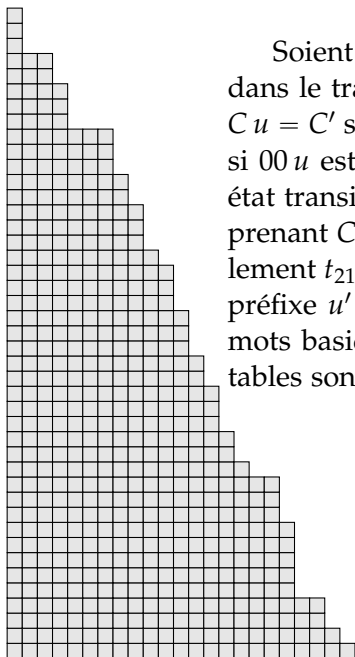 Soient
dans le tra
C u = C′ s
si 00 u est
état transi
prenant C
lement t₂₁
préfixe u′
mots basic
tables son